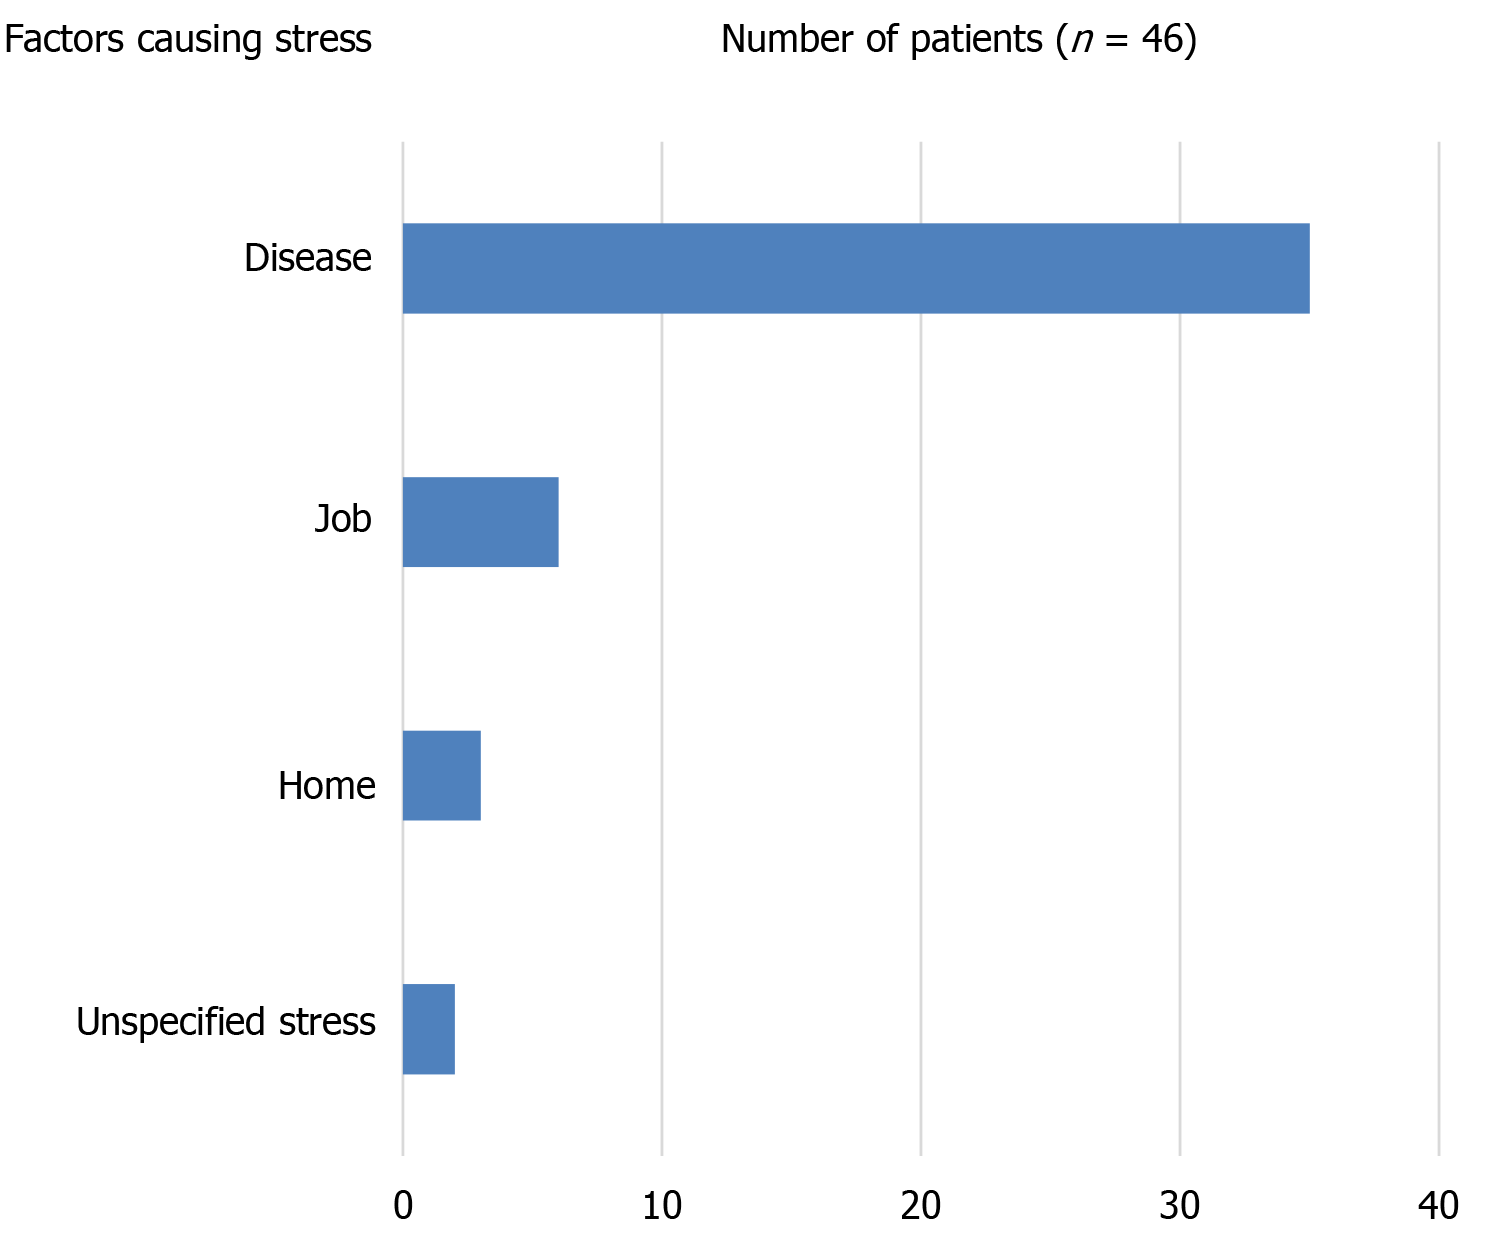 Factors causing stress
Number of patients (n = 46)
Disease
Job
Home
Unspecified stress
0 10 20 30 40